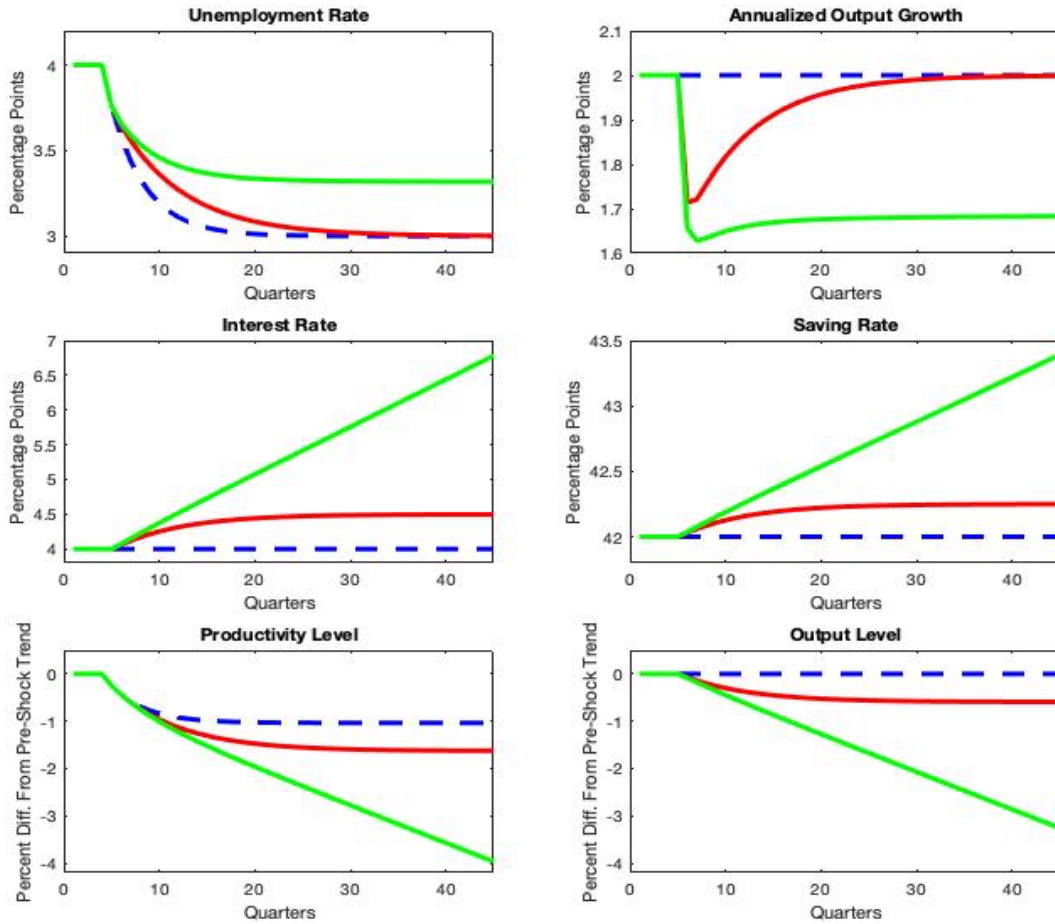 Unemployment Rate
Percentage Points
4
3.5
3
0 10 20 30 40
Quarters
Annualized Output Growth
Percentage Points
2.1
2
1.9
1.8
1.7
1.6
0 10 20 30 40
Quarters
Interest Rate
Percentage Points
7
6.5
6
5.5
5
4.5
4
0 10 20 30 40
Quarters
Saving Rate
Percentage Points
43.5
43
42.5
42
0 10 20 30 40
Quarters
Productivity Level
Percent Diff. From Pre-Shock Trend
0
-1
-2
-3
-4
0 10 20 30 40
Quarters
Output Level
Percent Diff. From Pre-Shock Trend
0
-1
-2
-3
-4
0 10 20 30 40
Quarters